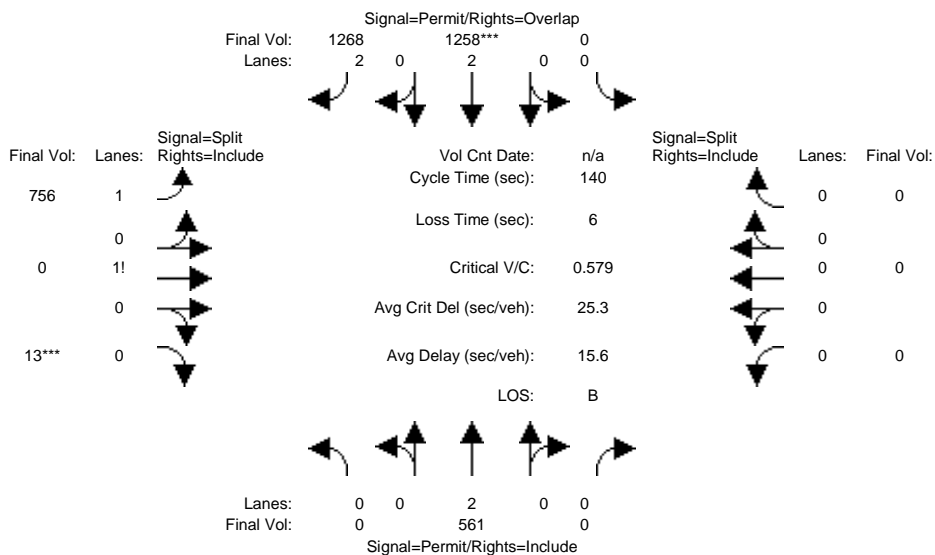 Signal=Permit/Rights=Overlap
Final Vol: 1268 1258*** 0
Lanes: 2 0 2 0 0
Signal=Split Signal=Split
Final Vol: Lanes: Rights=Include Vol Cnt Date: n/a Rights=Include Lanes: Final Vol:
Cycle Time (sec): 140
756 1 0 0
Loss Time (sec): 6
0 0
0 1! Critical V/C: 0.579 0 0
0 Avg Crit Del (sec/veh): 25.3 0
13*** 0 Avg Delay (sec/veh): 15.6 0 0
LOS: B
Lanes: 0 0 2 0 0
Final Vol: 0 561 0
Signal=Permit/Rights=Include